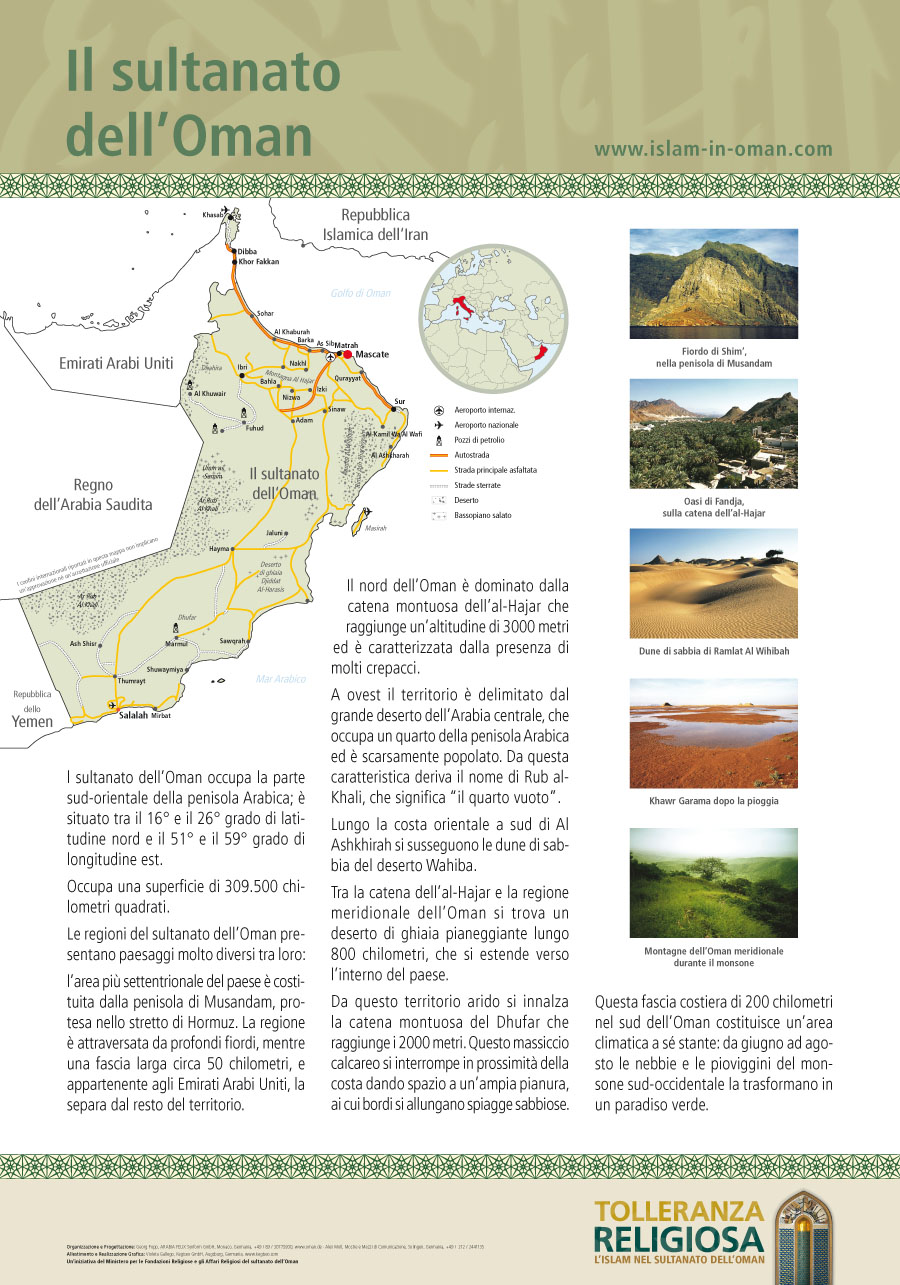 Il sultanato
dell’Oman
www.islam-in-oman.com
Khasab
Repubblica
Islamica dell’Iran
Dibba
Khor Fakkan
Golfo di Oman
Sohar
Al Khaburah
Barka
As Sib
Matrah
Mascate
Emirati Arabi Uniti
Dhahira
Ibri
Nakhl
Montagna Al Hajar
Bahla
Izki
Nizwa
Qurayyat
Al Khuwair
Sinaw
Sur
Fuhud
Adam
Al Kamil Wa Al Wafi
Al Ashkharah
Regno
dell’Arabia Saudita
Umm as
Samim
Il sultanato
dell’Oman
Ar Rub
Al Khali
Masirah
Jaluni
Hayma
I confini internazionali riportati in questa mappa non implicano
un’approvazione né un’accettazione ufficiale
Deserto
di ghiaia
Djiddat
Al-Harasis
Ar Rub
Al Khali
Dhufar
Ash Shisr
Marmul
Sawqrah
Shuwaymiya
Thumrayt
Mar Arabico
Repubblica
dello
Yemen
Salalah
Mirbat
Aeroporto internaz.
Aeroporto nazionale
Pozzi di petrolio
Autostrada
Strada principale asfaltata
Strade sterrate
Deserto
Bassopiano salato
Fiordo di Shim’,
nella penisola di Musandam
Oasi di Fandja,
sulla catena dell’al-Hajar
Dune di sabbia di Ramlat Al Wihibah
Khawr Garama dopo la pioggia
Montagne dell’Oman meridionale
durante il monsone
l sultanato dell’Oman occupa la parte
sud-orientale della penisola Arabica; è
situato tra il 16° e il 26° grado di lati-
tudine nord e il 51° e il 59° grado di
longitudine est.
Occupa una superficie di 309.500 chi-
lometri quadrati.
Le regioni del sultanato dell’Oman pre-
sentano paesaggi molto diversi tra loro:
l’area più settentrionale del paese è costi-
tuita dalla penisola di Musandam, pro-
tesa nello stretto di Hormuz. La regione
è attraversata da profondi fiordi, mentre
una fascia larga circa 50 chilometri, e
appartenente agli Emirati Arabi Uniti, la
separa dal resto del territorio.
Il nord dell’Oman è dominato dalla
catena montuosa dell’al-Hajar che
raggiunge un’altitudine di 3000 metri
ed è caratterizzata dalla presenza di
molti crepacci.
A ovest il territorio è delimitato dal
grande deserto dell’Arabia centrale, che
occupa un quarto della penisola Arabica
ed è scarsamente popolato. Da questa
caratteristica deriva il nome di Rub al-
Khali, che significa “il quarto vuoto“.
Lungo la costa orientale a sud di Al
Ashkhirah si susseguono le dune di sab-
bia del deserto Wahiba.
Tra la catena dell’al-Hajar e la regione
meridionale dell’Oman si trova un
deserto di ghiaia pianeggiante lungo
800 chilometri, che si estende verso
l’interno del paese.
Da questo territorio arido si innalza
la catena montuosa del Dhufar che
raggiunge i 2000 metri. Questo massiccio
calcareo si interrompe in prossimità della
costa dando spazio a un’ampia pianura,
ai cui bordi si allungano spiagge sabbiose.
Questa fascia costiera di 200 chilometri
nel sud dell’Oman costituisce un’area
climatica a sé stante: da giugno ad ago-
sto le nebbie e le pioviggini del mon-
sone sud-occidentale la trasformano in
un paradiso verde.
Un’iniziativa del Ministero per le Fondazioni Religiose e gli Affari Religiosi del sultanato dell’Oman
TOLLERANZA
RELIGIOSA
L’ISLAM NEL SULTANATO DELL’OMAN